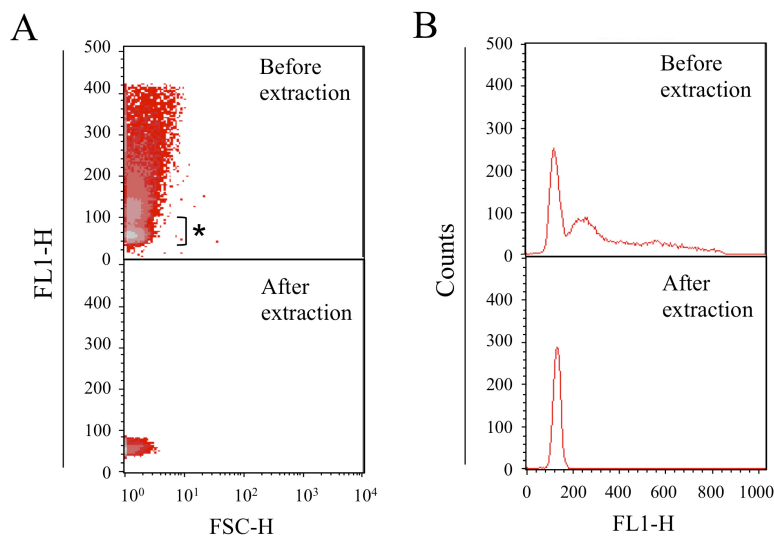 A
FL1-H
500
400
300
200
100
0
Before
extraction
*
400
300
200
100
0
After
extraction
10⁰ 10¹ 10² 10³ 10⁴
FSC-H
B
Counts
500
400
300
200
100
0
Before
extraction
400
300
200
100
0
After
extraction
0 200 400 600 800 1000
FL1-H